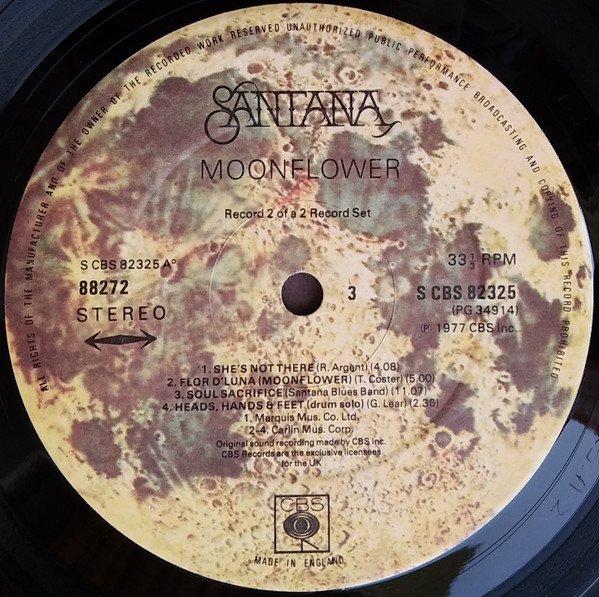 ALL RIGHTS OF THE MANUFACTURER AND OF THE OWNER OF THE RECORDED WORK RESERVED UNAUTHORIZED PUBLIC PERFORMANCE BROADCASTING AND COPYING OF THIS RECORD PROHIBITED
SANTANA
MOONFLOWER
Record 2 of a 2 Record Set
S CBS 82325 A°
88272
STEREO
3
33⅓ RPM
S CBS 82325
(PG 34914)
℗ 1977 CBS Inc.
1. SHE'S NOT THERE (R. Argent) (4.08)
2. FLOR D'LUNA (MOONFLOWER) (T. Coster) (5.00)
3. SOUL SACRIFICE (Santana Blues Band) (11.07)
4. HEADS, HANDS & FEET (drum solo) (G. Lear) (2.36)
1. Marquis Mus. Co. Ltd.
2-4. Carlin Mus. Corp.
Original sound recording made by CBS Inc.
CBS Records are the exclusive licensees
for the UK
CBS
MADE IN ENGLAND